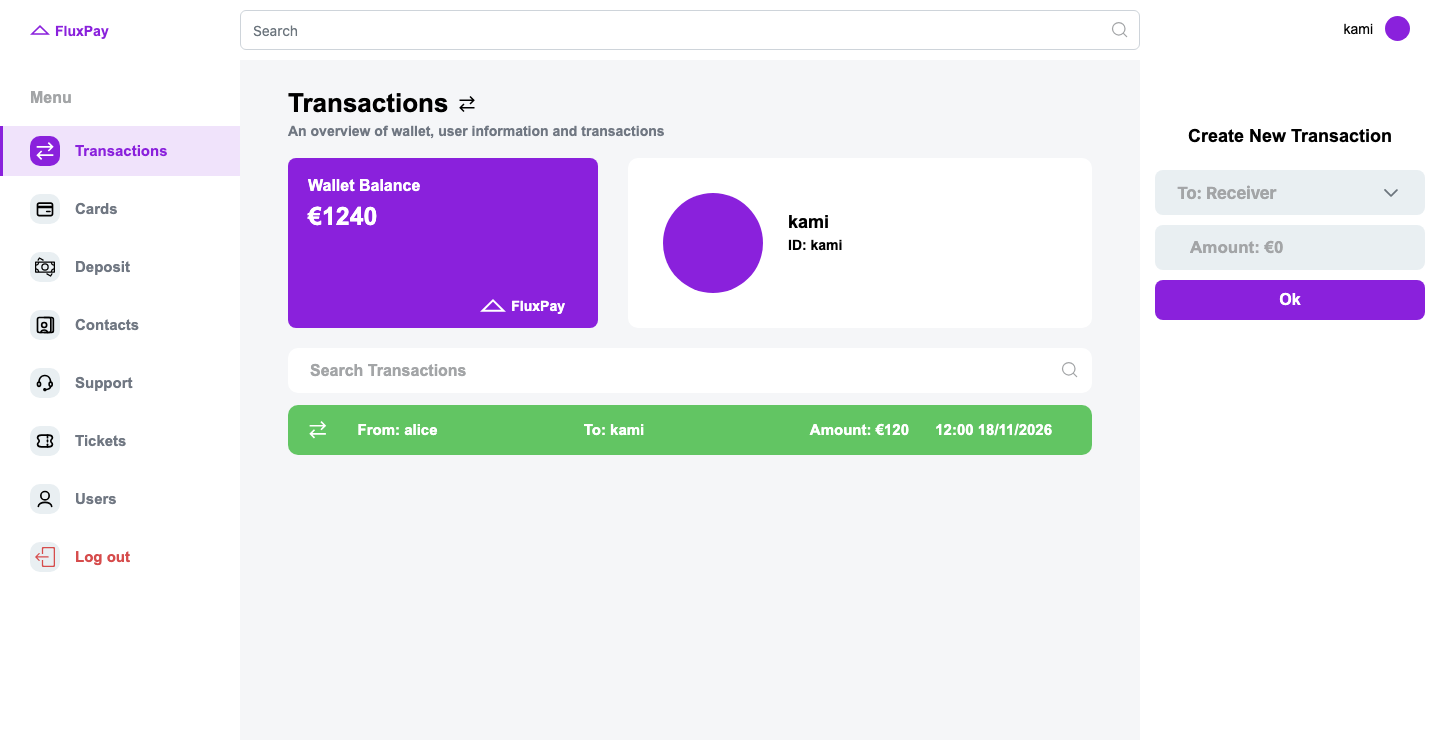 FluxPay
Search
kami
Menu
Transactions
Cards
Deposit
Contacts
Support
Tickets
Users
Log out
Transactions
An overview of wallet, user information and transactions
Wallet Balance
€1240
FluxPay
kami
ID: kami
Search Transactions
From: alice To: kami Amount: €120 12:00 18/11/2026
Create New Transaction
To: Receiver
Amount: €0
Ok